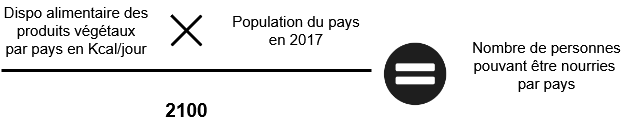 Dispo alimentaire des
produits végétaux
par pays en Kcal/jour
Population du pays
en 2017
2100
Nombre de personnes
pouvant être nourries
par pays